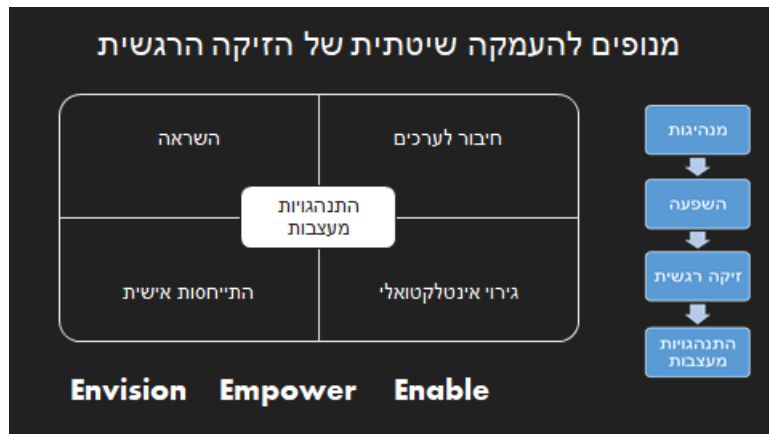 מנופים להעמקה שיטתית של הזיקה הרגשית
חיבור לערכים
השראה
התנהגויות
מעצבות
גירוי אינטלקטואלי
התייחסות אישית
מנהיגות
השפעה
זיקה רגשית
התנהגויות
מעצבות
Envision Empower Enable